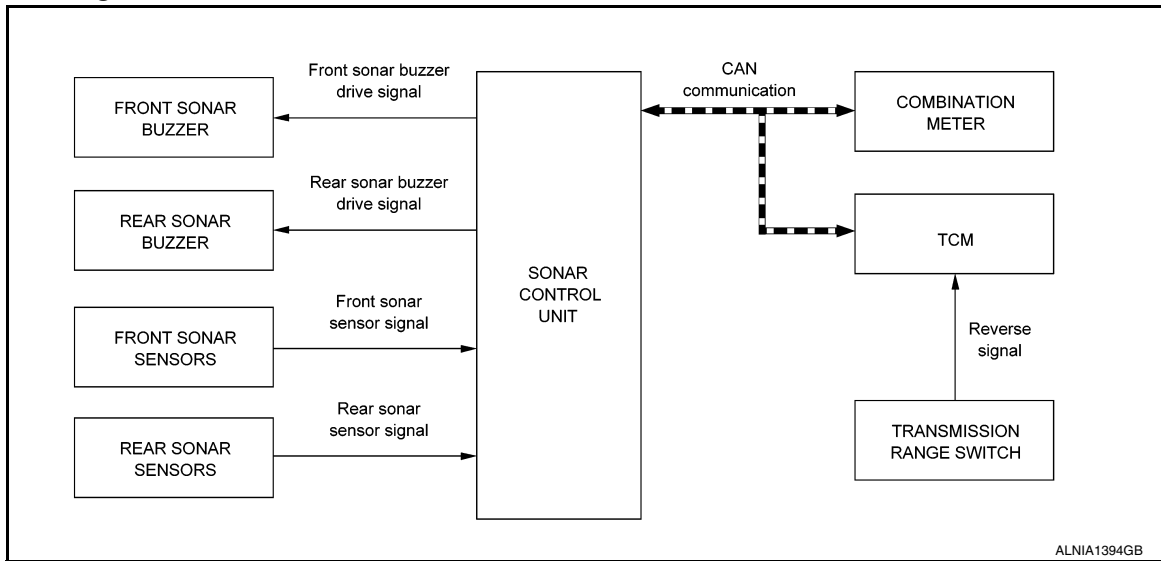 Front sonar buzzer
drive signal
FRONT SONAR
BUZZER
Rear sonar buzzer
drive signal
REAR SONAR
BUZZER
Front sonar
sensor signal
FRONT SONAR
SENSORS
Rear sonar
sensor signal
REAR SONAR
SENSORS
SONAR
CONTROL
UNIT
CAN
communication
COMBINATION
METER
TCM
Reverse
signal
TRANSMISSION
RANGE SWITCH
ALNIA1394GB